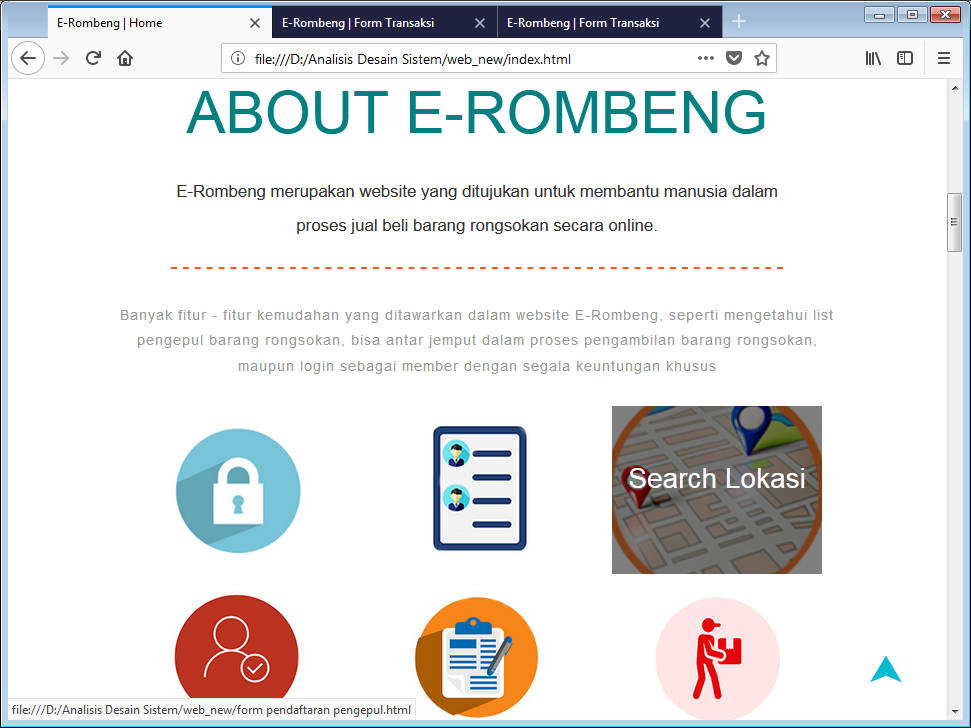 E-Rombeng | Home
E-Rombeng | Form Transaksi
E-Rombeng | Form Transaksi
file:///D:/Analisis Desain Sistem/web_new/index.html
ABOUT E-ROMBENG
E-Rombeng merupakan website yang ditujukan untuk membantu manusia dalam
proses jual beli barang rongsokan secara online.
Banyak fitur - fitur kemudahan yang ditawarkan dalam website E-Rombeng, seperti mengetahui list
pengepul barang rongsokan, bisa antar jemput dalam proses pengambilan barang rongsokan,
maupun login sebagai member dengan segala keuntungan khusus
Search Lokasi
file:///D:/Analisis Desain Sistem/web_new/form pendaftaran pengepul.html